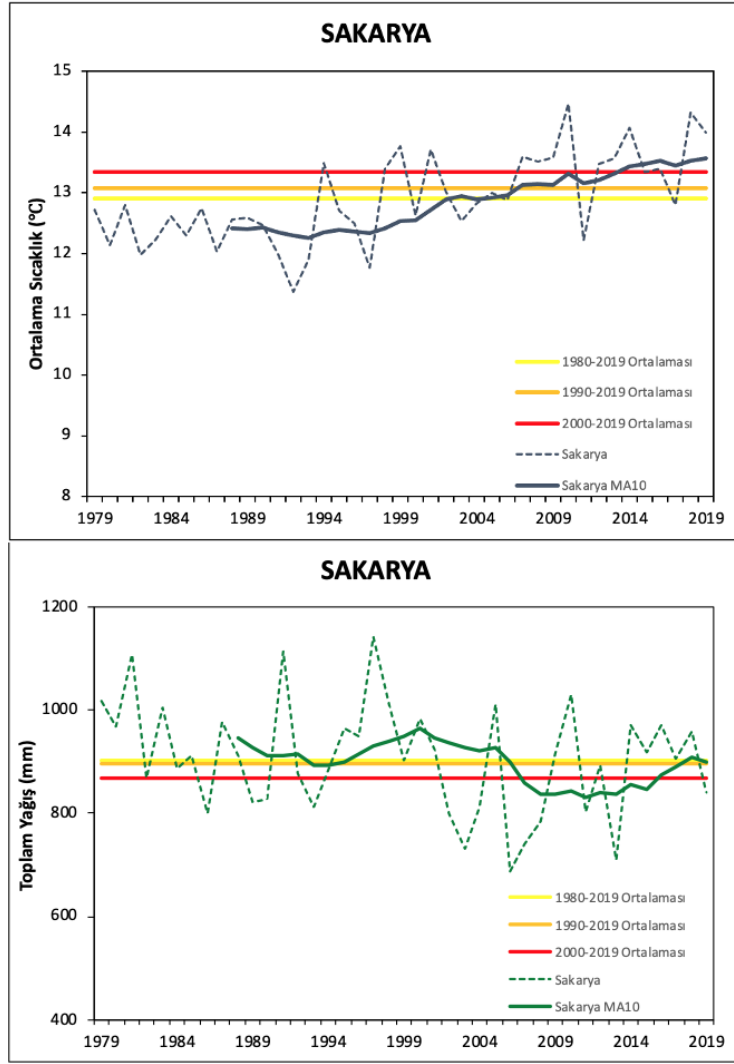 SAKARYA
15
14
13
12
11
10
9
8
Ortalama Sıcaklık (°C)
1980-2019 Ortalaması
1990-2019 Ortalaması
2000-2019 Ortalaması
Sakarya
Sakarya MA10
1979 1984 1989 1994 1999 2004 2009 2014 2019
SAKARYA
1200
1000
800
600
400
Toplam Yağış (mm)
1980-2019 Ortalaması
1990-2019 Ortalaması
2000-2019 Ortalaması
Sakarya
Sakarya MA10
1979 1984 1989 1994 1999 2004 2009 2014 2019